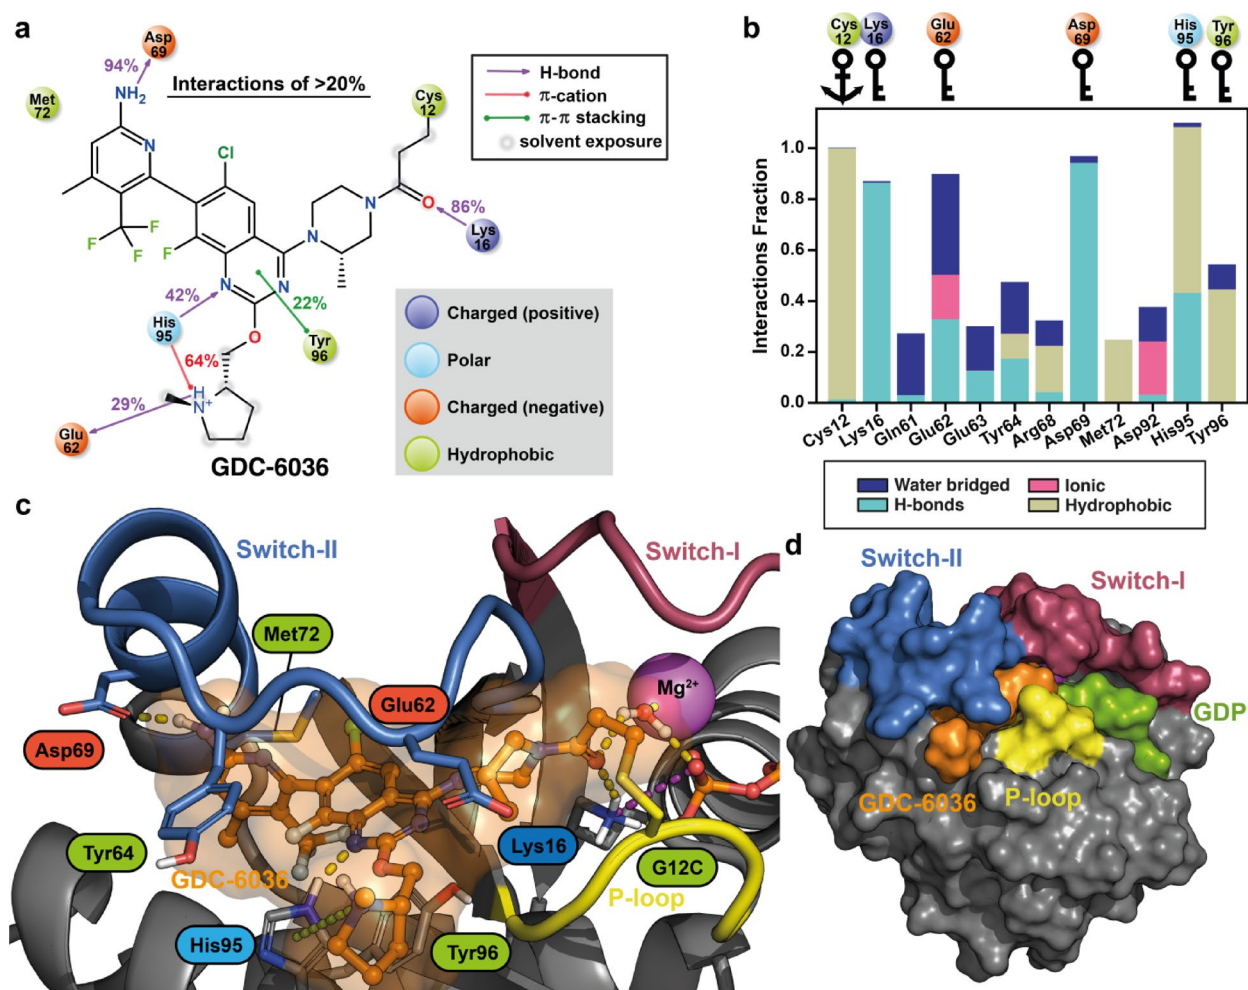 a
Asp
69
94%
Interactions of >20%
NH₂
Met
72
N
Cl
F
F
F
F
N
N
O
N
N
O
H
N⁺
Cys
12
86%
Lys
16
42%
22%
His
95
Tyr
96
64%
29%
Glu
62
GDC-6036
H-bond
π-cation
π-π stacking
solvent exposure
Charged (positive)
Polar
Charged (negative)
Hydrophobic
b
Cys
12
Lys
16
Glu
62
Asp
69
His
95
Tyr
96
Interactions Fraction
1.0
0.8
0.6
0.4
0.2
0.0
Cys12
Lys16
Gln61
Glu62
Glu63
Tyr64
Arg68
Asp69
Met72
Asp92
His95
Tyr96
Water bridged
Ionic
H-bonds
Hydrophobic
c
Switch-II
Switch-I
Met72
Glu62
Mg²⁺
Asp69
Tyr64
GDC-6036
Lys16
G12C
P-loop
His95
Tyr96
d
Switch-II
Switch-I
GDP
GDC-6036
P-loop